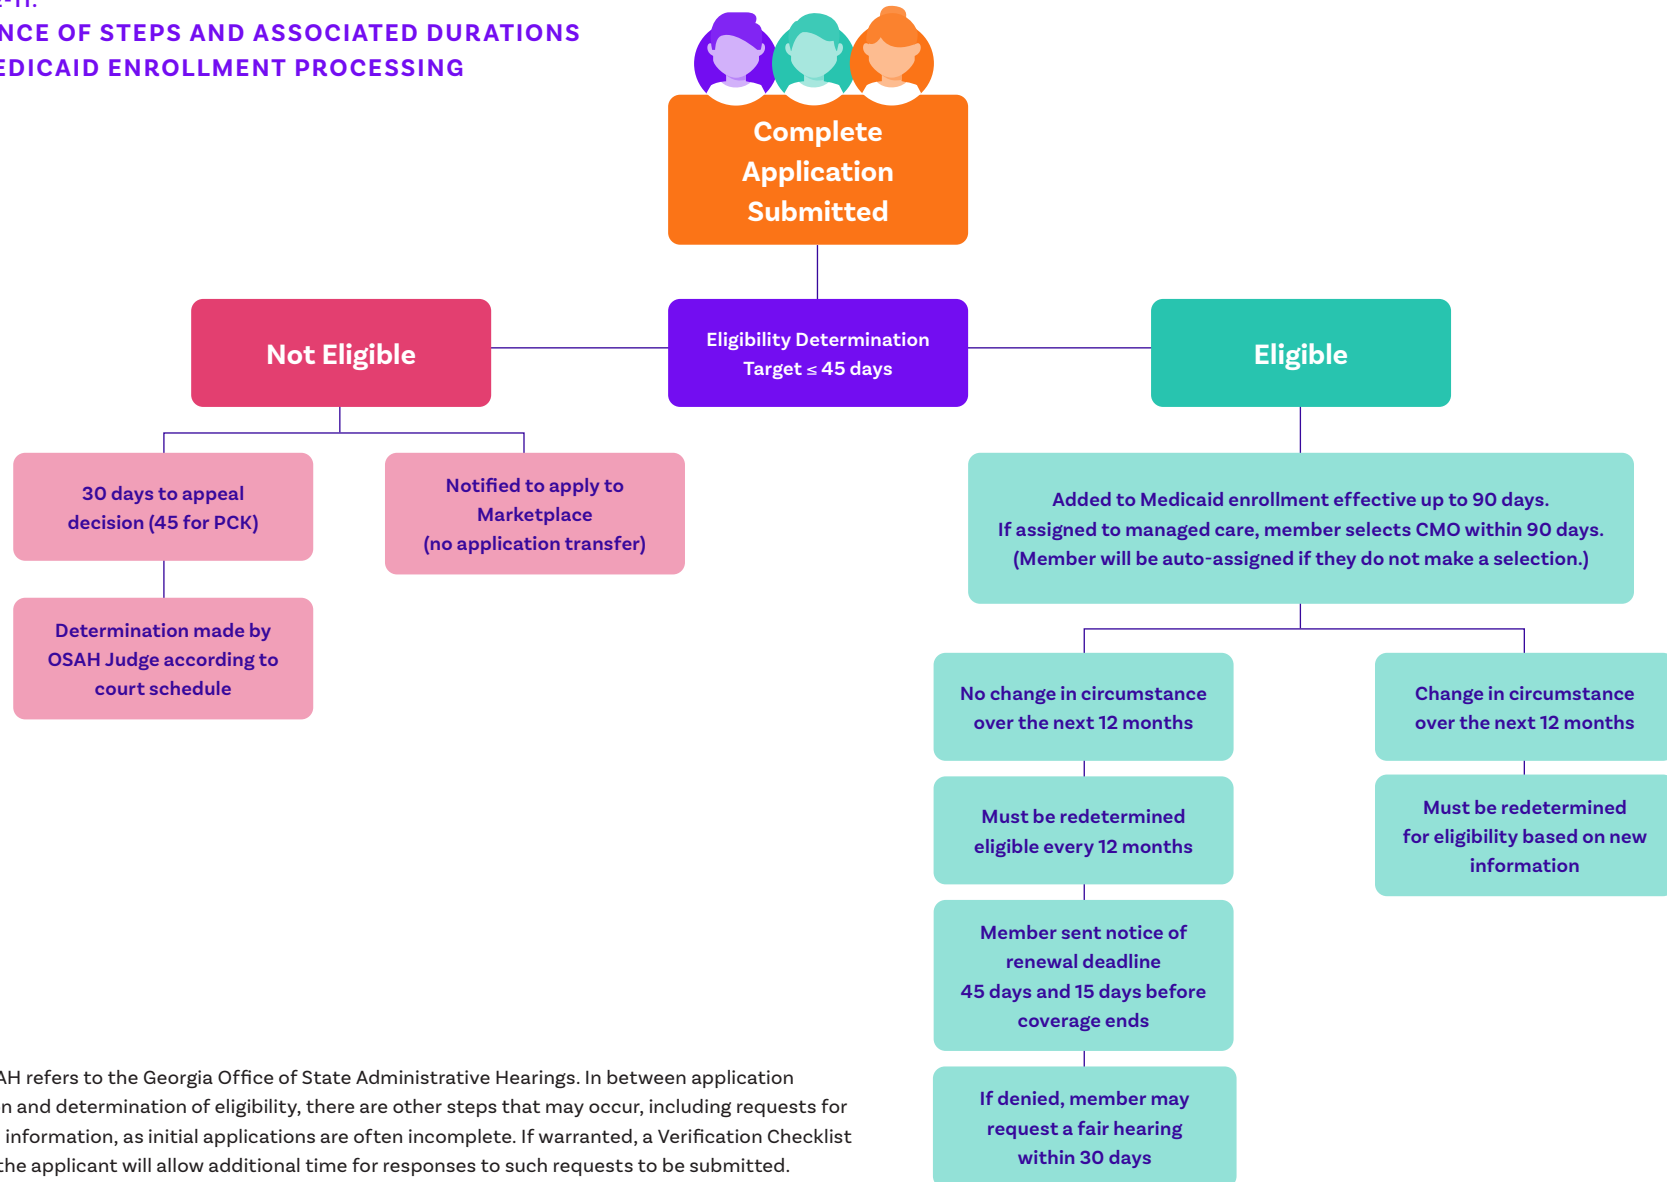 NCE OF STEPS AND ASSOCIATED DURATIONS
EDICAID ENROLLMENT PROCESSING
Complete
Application
Submitted
Not Eligible
Eligibility Determination
Target ≤ 45 days
Eligible
30 days to appeal
decision (45 for PCK)
Notified to apply to
Marketplace
(no application transfer)
Added to Medicaid enrollment effective up to 90 days.
If assigned to managed care, member selects CMO within 90 days.
(Member will be auto-assigned if they do not make a selection.)
Determination made by
OSAH Judge according to
court schedule
No change in circumstance
over the next 12 months
Change in circumstance
over the next 12 months
Must be redetermined
eligible every 12 months
Must be redetermined
for eligibility based on new
information
Member sent notice of
renewal deadline
45 days and 15 days before
coverage ends
If denied, member may
request a fair hearing
within 30 days
AH refers to the Georgia Office of State Administrative Hearings. In between application
n and determination of eligibility, there are other steps that may occur, including requests for
information, as initial applications are often incomplete. If warranted, a Verification Checklist
the applicant will allow additional time for responses to such requests to be submitted.